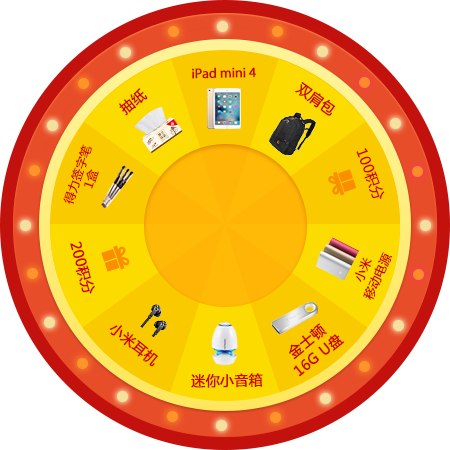 iPad mini 4
双肩包
100积分
小米
移动电源
金士顿
16G U盘
迷你小音箱
小米耳机
200积分
得力签字笔
1盒
抽纸